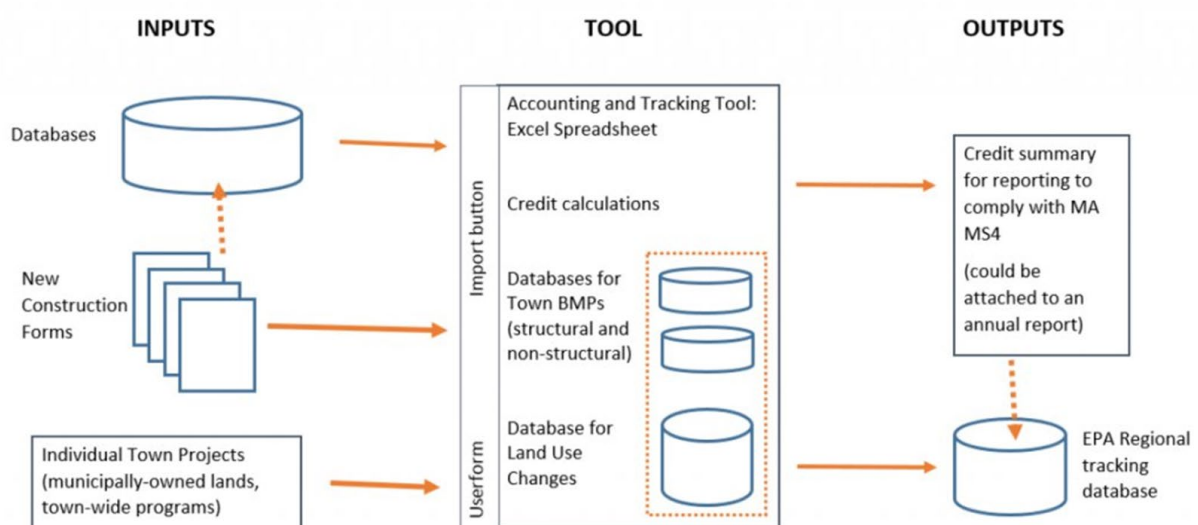 INPUTS
TOOL
OUTPUTS
Databases
New
Construction
Forms
Individual Town Projects
(municipally-owned lands,
town-wide programs)
Import button
Userform
Accounting and Tracking Tool:
Excel Spreadsheet
Credit calculations
Databases for
Town BMPs
(structural and
non-structural)
Database for
Land Use
Changes
Credit summary
for reporting to
comply with MA
MS4
(could be
attached to an
annual report)
EPA Regional
tracking
database